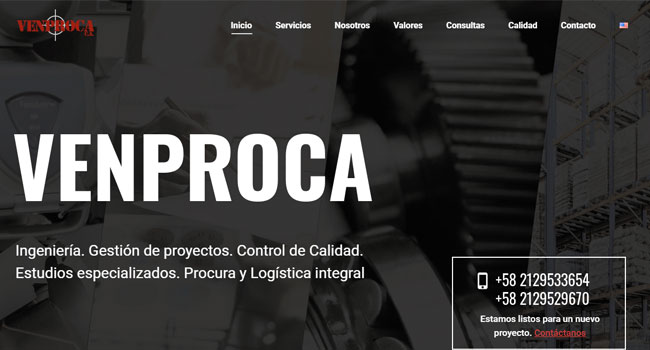 VENPROCA
Inicio Servicios Nosotros Valores Consultas Calidad Contacto
VENPROCA
Ingeniería. Gestión de proyectos. Control de Calidad.
Estudios especializados. Procura y Logística integral
+58 2129533654
+58 2129529670
Estamos listos para un nuevo
proyecto. Contáctanos